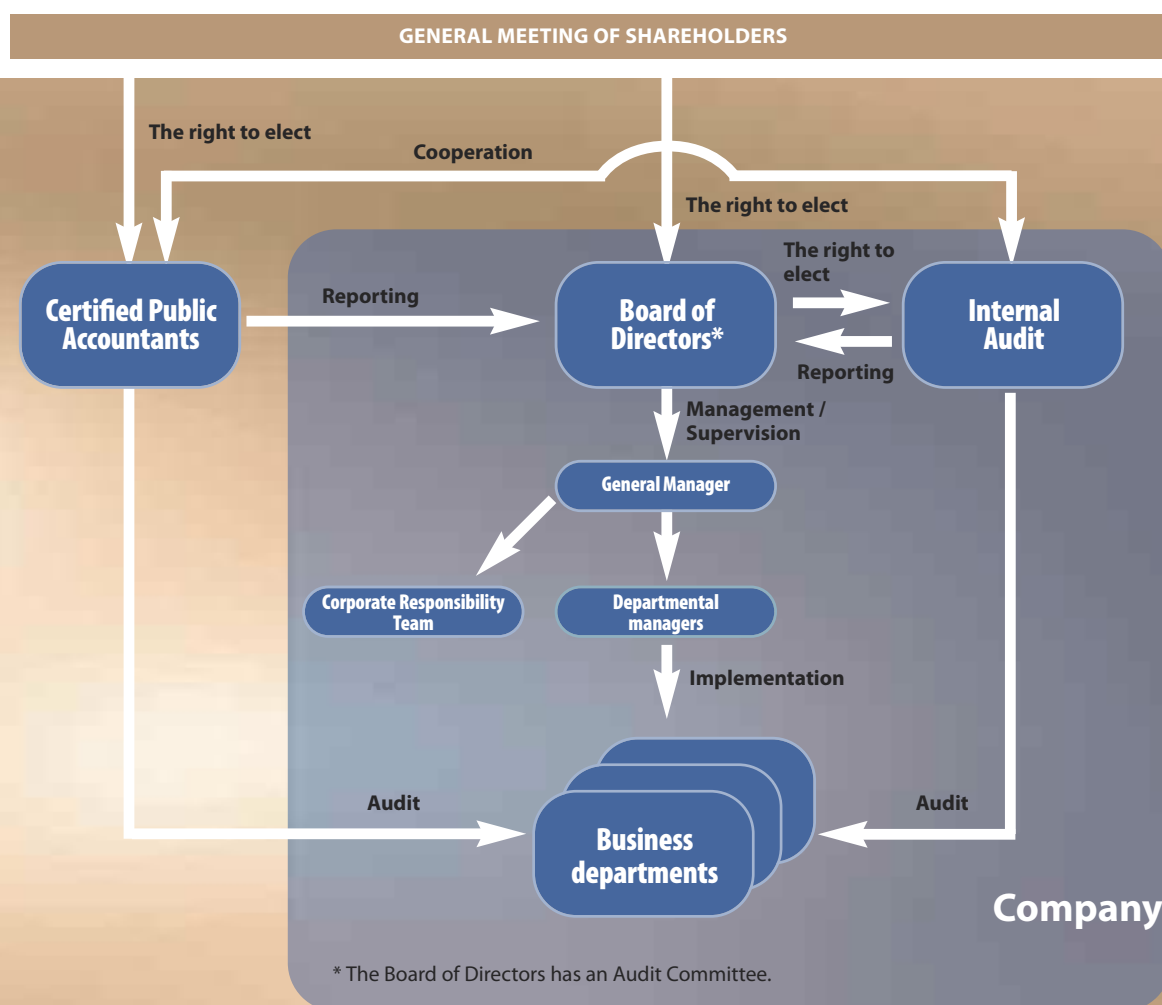 GENERAL MEETING OF SHAREHOLDERS
The right to elect
Cooperation
The right to elect
The right to
elect
Certified Public
Accountants
Reporting
Board of
Directors*
Internal
Audit
Reporting
Management /
Supervision
General Manager
Corporate Responsibility
Team
Departmental
managers
Implementation
Audit
Audit
Business
departments
Company
* The Board of Directors has an Audit Committee.